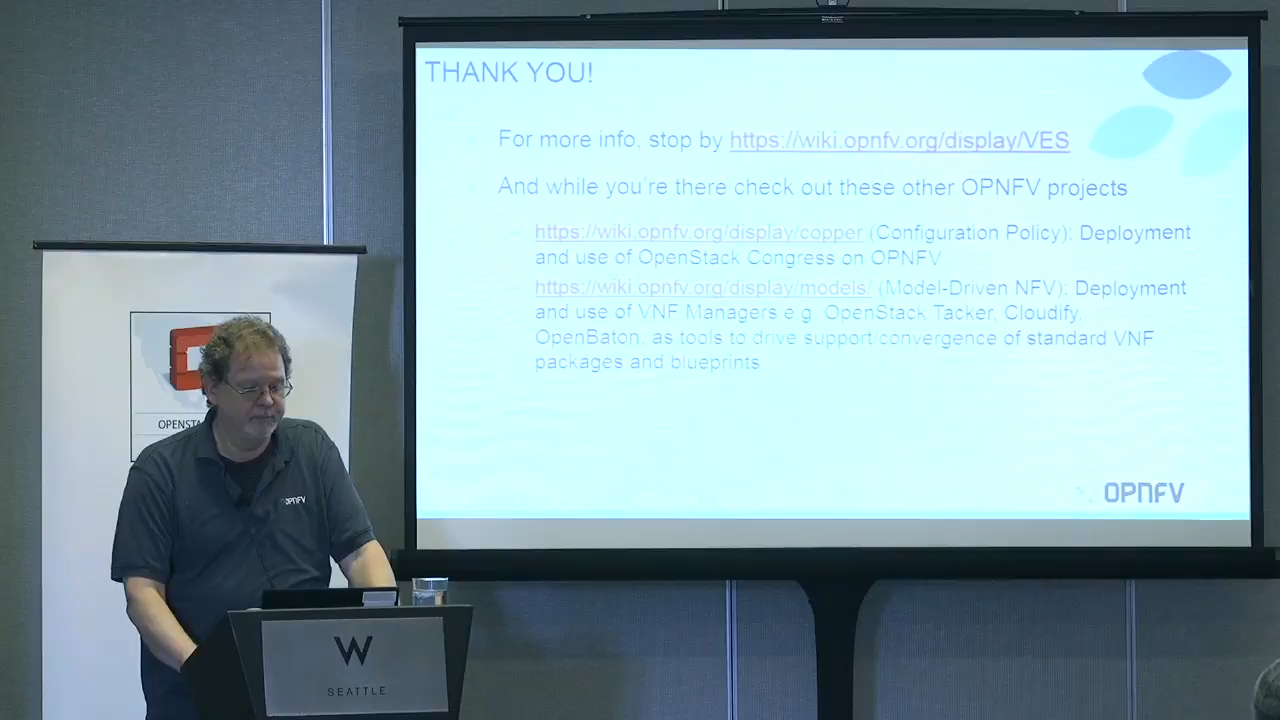 THANK YOU!
For more info, stop by https://wiki.opnfv.org/display/VES
And while you're there check out these other OPNFV projects
https://wiki.opnfv.org/display/copper (Configuration Policy): Deployment
and use of OpenStack Congress on OPNFV
https://wiki.opnfv.org/display/models/ (Model-Driven NFV): Deployment
and use of VNF Managers e.g. OpenStack Tacker, Cloudify,
OpenBaton, as tools to drive support/convergence of standard VNF
packages and blueprints
OPNFV
OPENSTA
OPNFV
W
SEATTLE